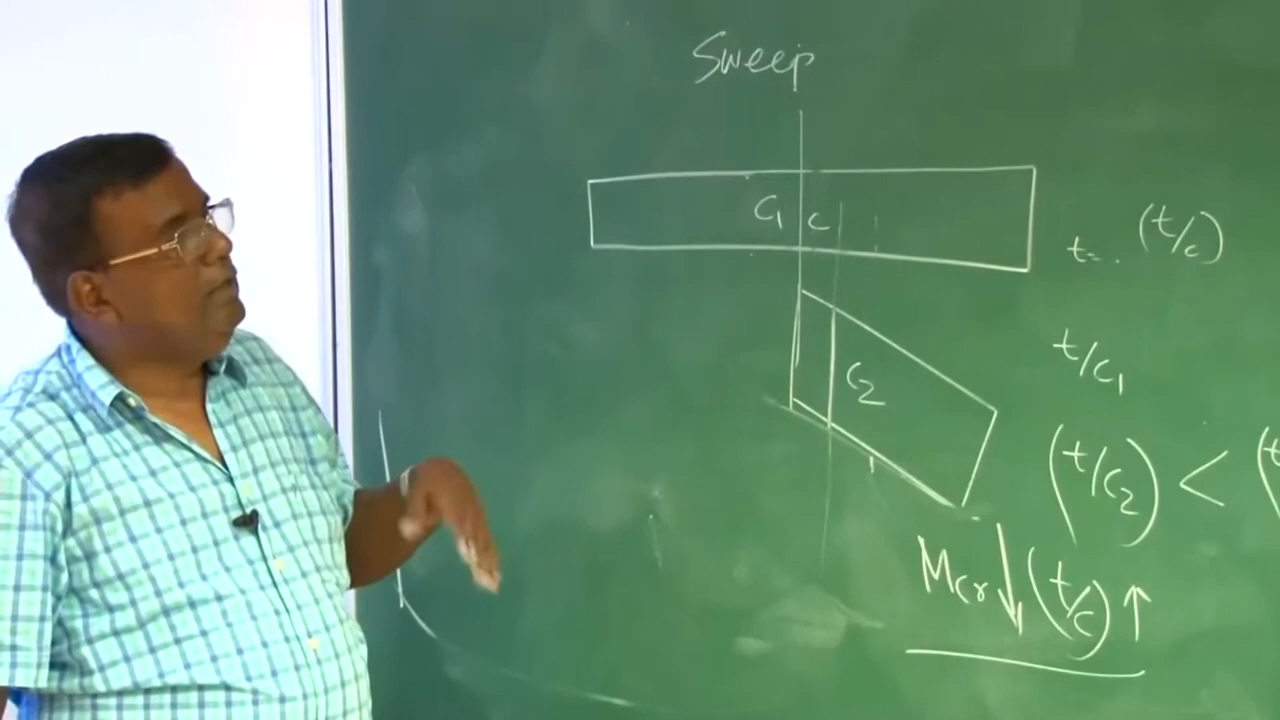 Sweep
C1 C
t= . (t/c)
t/c1
C2
(t/c2) < (t
Mcr ↓ (t/c) ↑